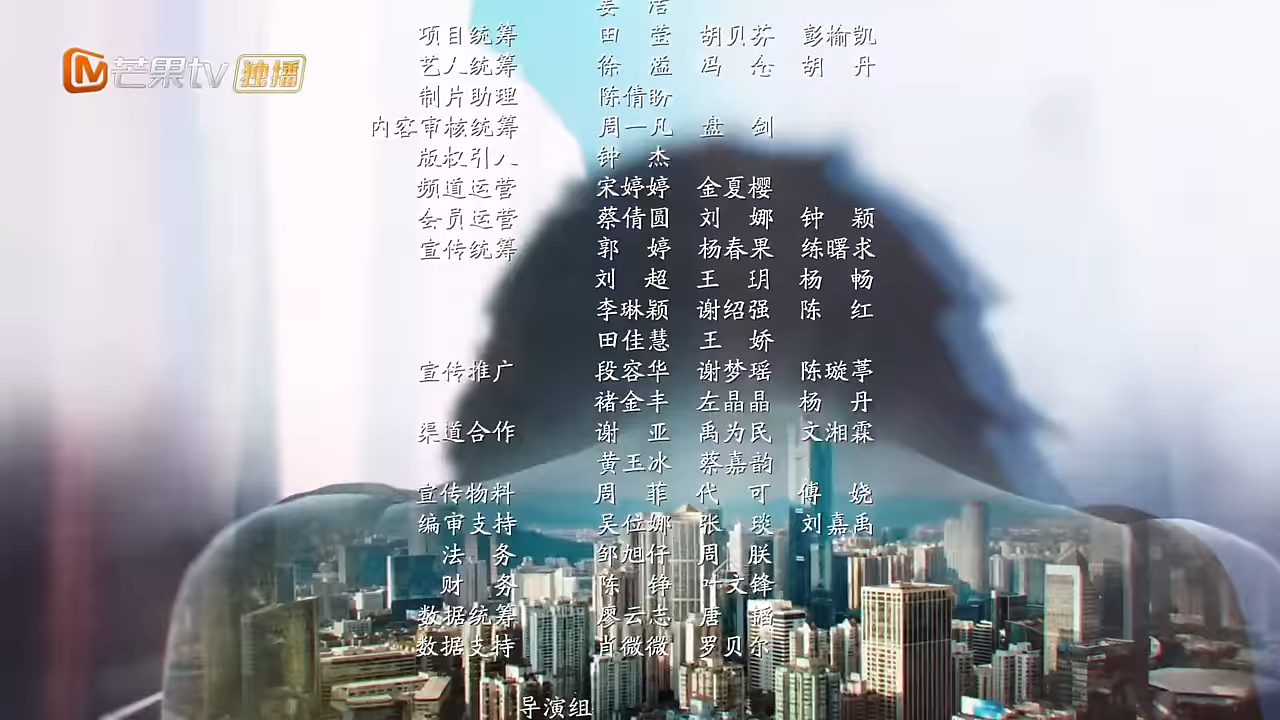 芒果tv 独播
姜 洁
项目统筹 田 莹 胡贝芬 彭榆凯
艺人统筹 徐 溢 冯 念 胡 丹
制片助理 陈倩盼
内容审核统筹 周一凡 盘 剑
版权引入 钟 杰
频道运营 宋婷婷 金夏樱
会员运营 蔡倩圆 刘 娜 钟 颖
宣传统筹 郭 婷 杨春果 练曙求
刘 超 王 玥 杨 畅
李琳颖 谢绍强 陈 红
田佳慧 王 娇
宣传推广 段容华 谢梦瑶 陈璇葶
褚金丰 左晶晶 杨 丹
渠道合作 谢 亚 禹为民 文湘霖
黄玉冰 蔡嘉韵
宣传物料 周 菲 代 可 傅 娆
编审支持 吴位娜 张 琰 刘嘉禹
法 务 邹旭仔 周 朕
财 务 陈 铮 叶文锋
数据统筹 廖云志 唐 韬
数据支持 肖微微 罗贝尔
导演组